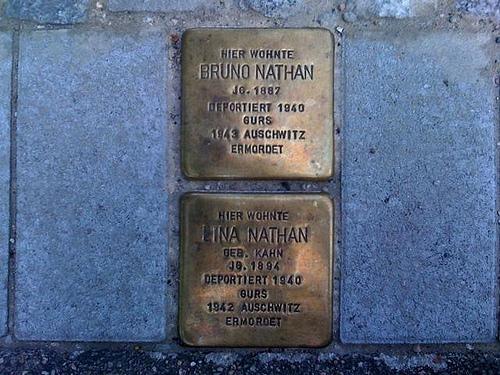 HIER WOHNTE
BRUNO NATHAN
JG. 1887
DEPORTIERT 1940
GURS
1943 AUSCHWITZ
ERMORDET
HIER WOHNTE
LINA NATHAN
GEB. KAHN
JG. 1894
DEPORTIERT 1940
GURS
1942 AUSCHWITZ
ERMORDET